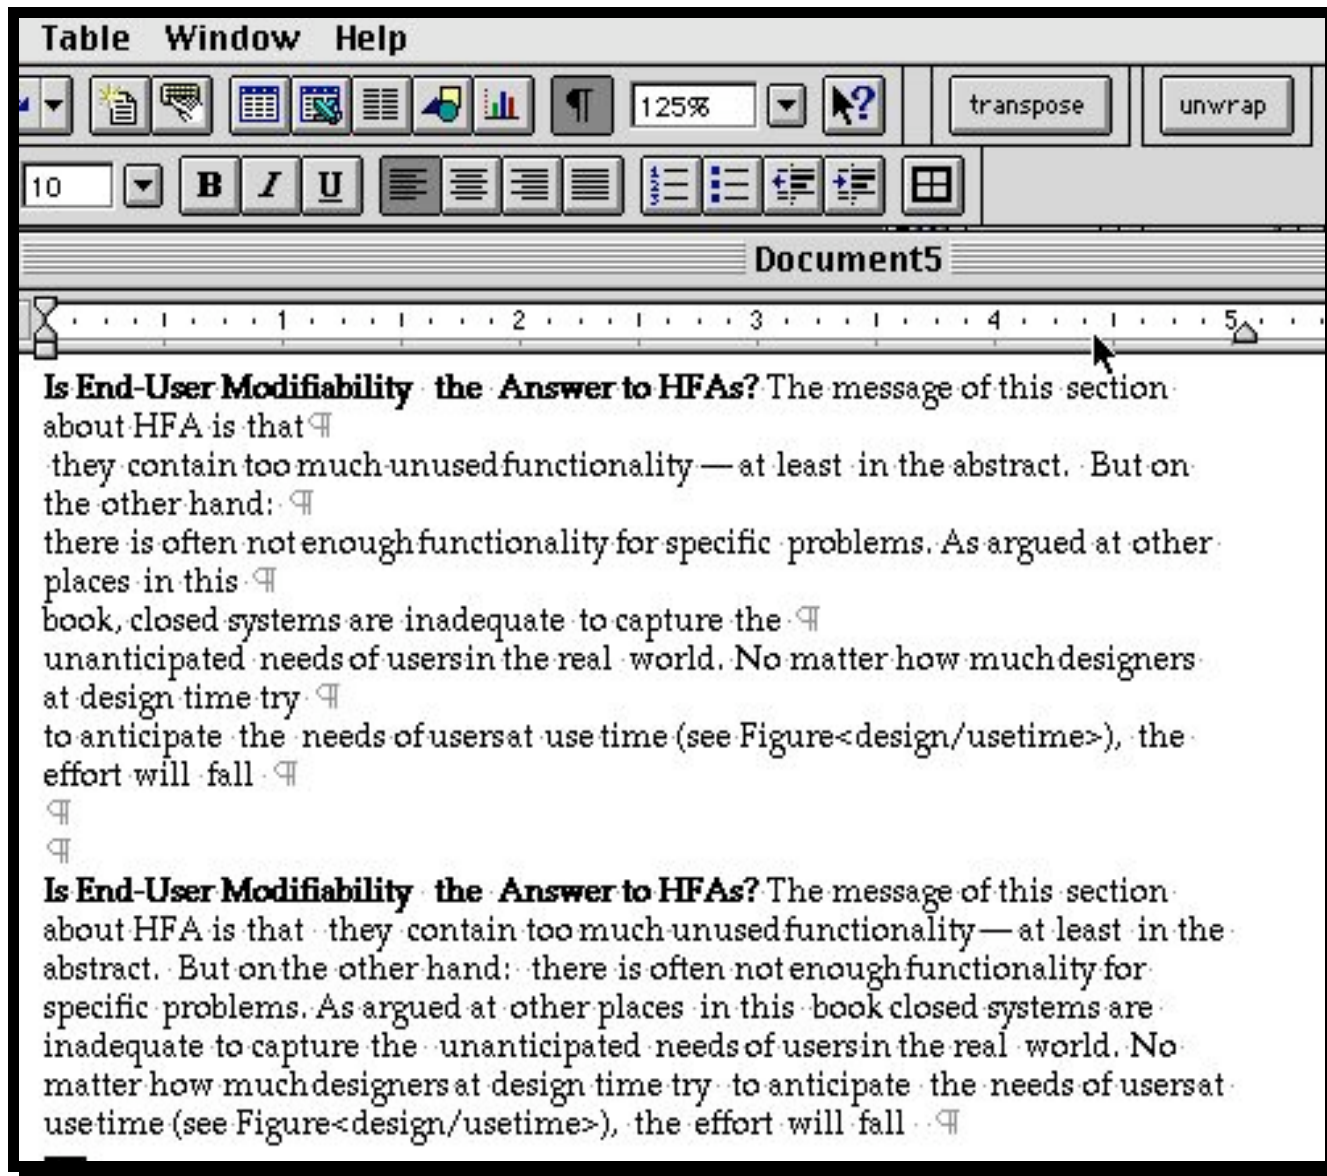 Table Window Help
125% transpose unwrap
10 B I U
Document5
1 2 3 4 5
Is End-User Modifiability the Answer to HFAs? The message of this section
about HFA is that¶
they contain too much unused functionality — at least in the abstract. But on
the other hand: ¶
there is often not enough functionality for specific problems. As argued at other
places in this ¶
book, closed systems are inadequate to capture the ¶
unanticipated needs of users in the real world. No matter how much designers
at design time try ¶
to anticipate the needs of users at use time (see Figure<design/usetime>), the
effort will fall ¶
¶
¶
Is End-User Modifiability the Answer to HFAs? The message of this section
about HFA is that they contain too much unused functionality — at least in the
abstract. But on the other hand: there is often not enough functionality for
specific problems. As argued at other places in this book closed systems are
inadequate to capture the unanticipated needs of users in the real world. No
matter how much designers at design time try to anticipate the needs of users at
use time (see Figure<design/usetime>), the effort will fall ¶